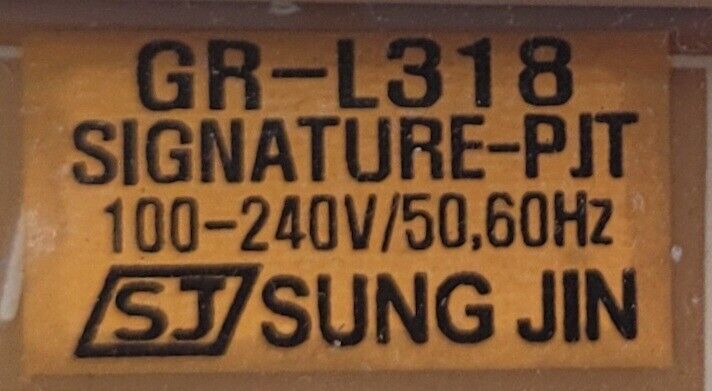 GR-L318
SIGNATURE-PJT
100-240V/50,60Hz
SJ SUNG JIN